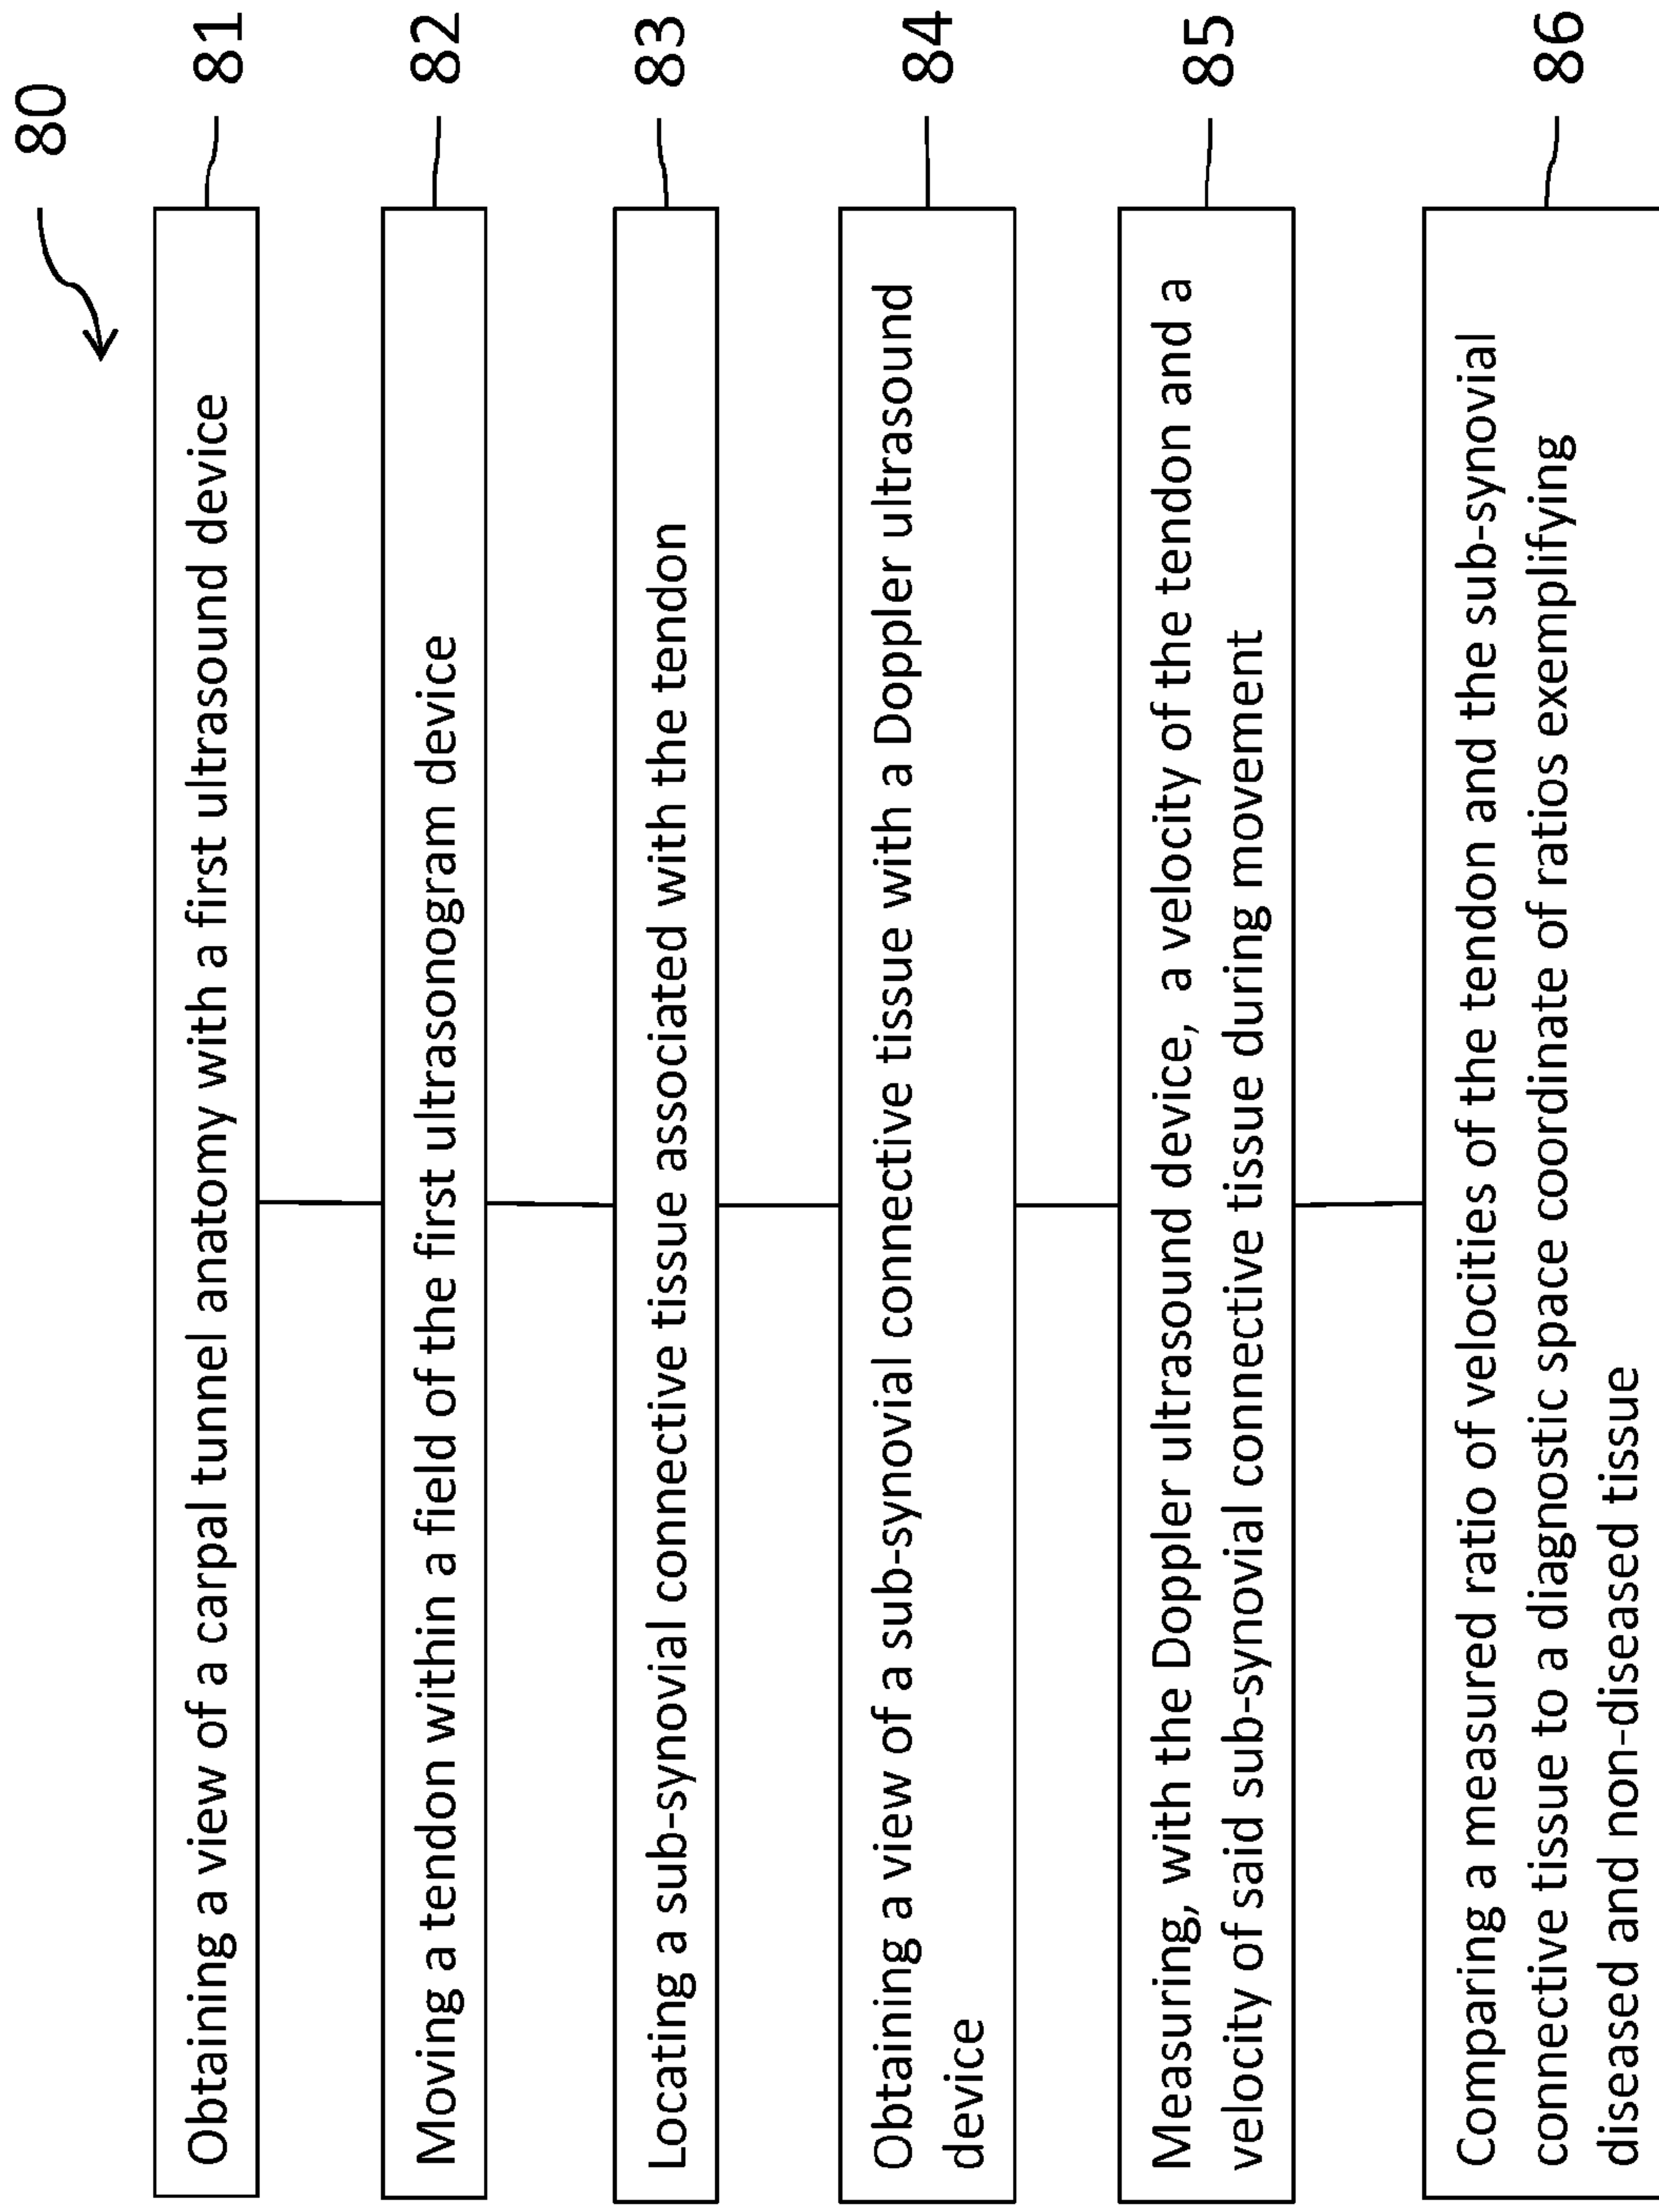 80
Obtaining a view of a carpal tunnel anatomy with a first ultrasound device
81
Moving a tendon within a field of the first ultrasonogram device
82
Locating a sub-synovial connective tissue associated with the tendon
83
Obtaining a view of a sub-synovial connective tissue with a Doppler ultrasound
device
84
Measuring, with the Doppler ultrasound device, a velocity of the tendon and a
velocity of said sub-synovial connective tissue during movement
85
Comparing a measured ratio of velocities of the tendon and the sub-synovial
connective tissue to a diagnostic space coordinate of ratios exemplifying
diseased and non-diseased tissue
86